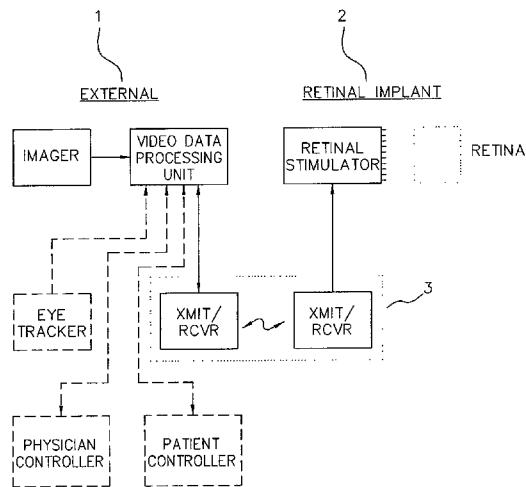 1
2
EXTERNAL
RETINAL IMPLANT
IMAGER
VIDEO DATA
PROCESSING
UNIT
RETINAL
STIMULATOR
RETINA
EYE
TRACKER
XMIT/
RCVR
XMIT/
RCVR
3
PHYSICIAN
CONTROLLER
PATIENT
CONTROLLER